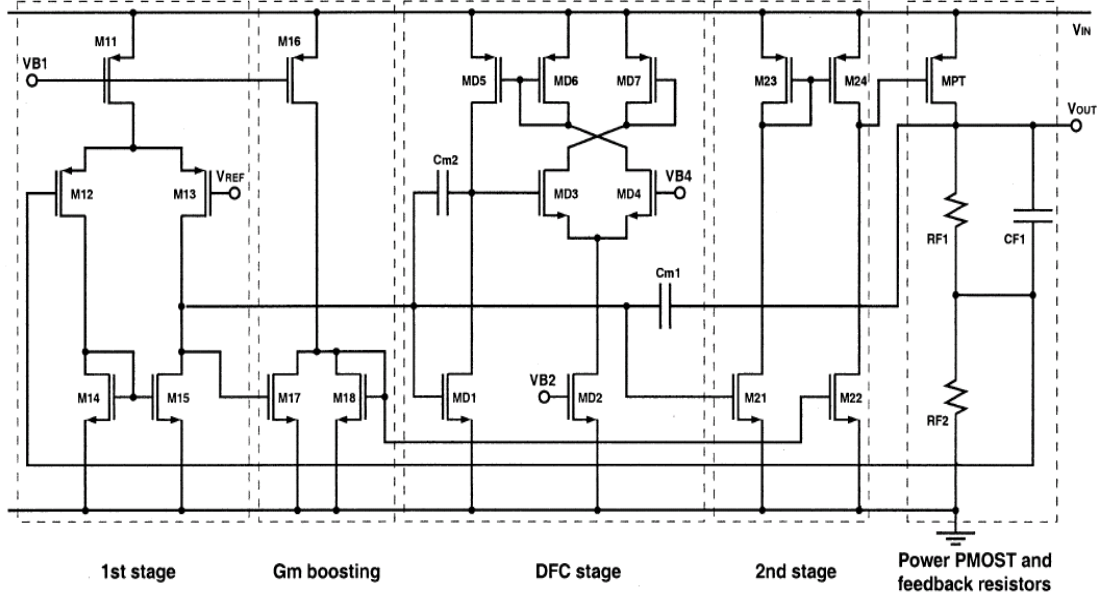 M11
M16
VIN
VB1
MD5
MD6
MD7
M23
M24
MPT
VOUT
Cm2
M12
M13
VREF
MD3
MD4
VB4
RF1
CF1
Cm1
VB2
M14
M15
M17
M18
MD1
MD2
M21
M22
RF2
1st stage
Gm boosting
DFC stage
2nd stage
Power PMOST and
feedback resistors